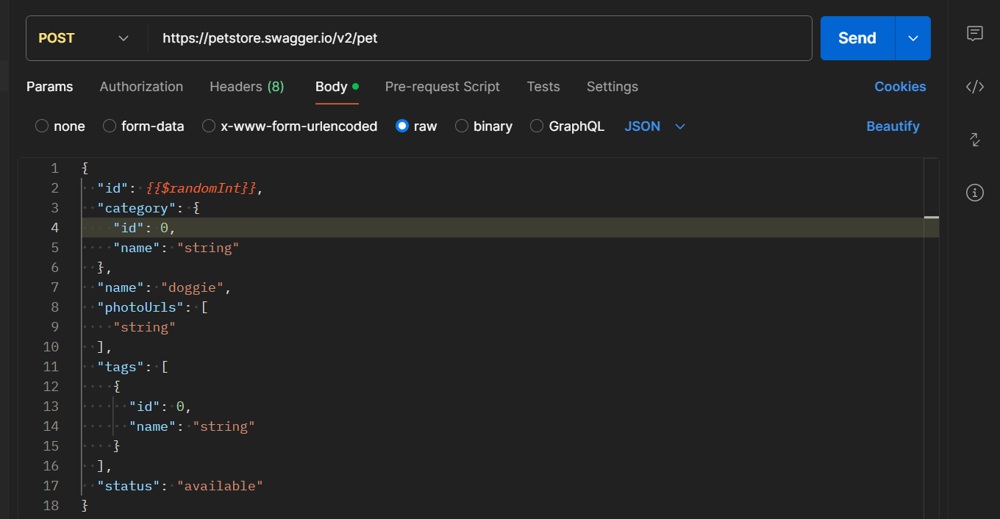 POST https://petstore.swagger.io/v2/pet Send
Params Authorization Headers (8) Body Pre-request Script Tests Settings Cookies
none form-data x-www-form-urlencoded raw binary GraphQL JSON Beautify
1 {
2 "id": {{$randomInt}},
3 "category": {
4 "id": 0,
5 "name": "string"
6 },
7 "name": "doggie",
8 "photoUrls": [
9 "string"
10 ],
11 "tags": [
12 {
13 "id": 0,
14 "name": "string"
15 }
16 ],
17 "status": "available"
18 }